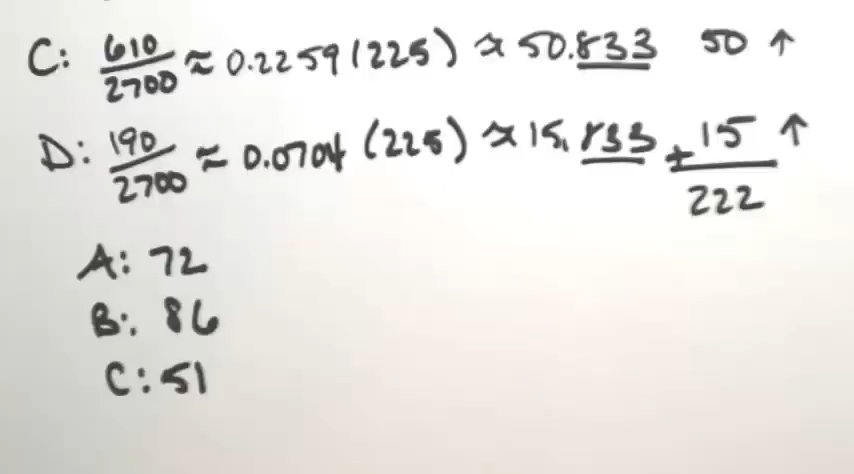 C: 610/2700 ≈ 0.2259(225) ≈ 50.833 50 ↑
D: 190/2700 ≈ 0.0704 (225) ≈ 15.833 + 15 ↑
222
A: 72
B: 86
C: 51